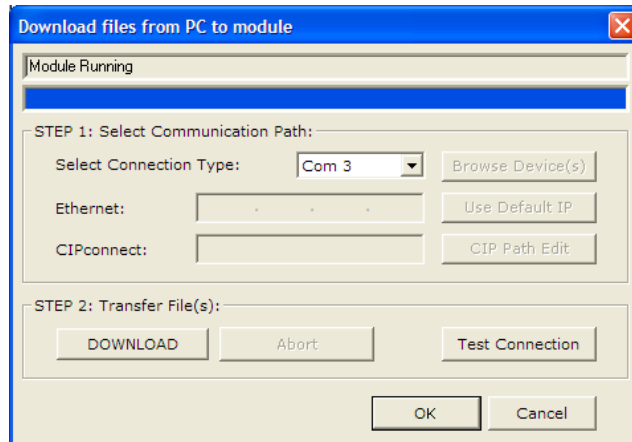 Download files from PC to module
Module Running
STEP 1: Select Communication Path:
Select Connection Type: Com 3 Browse Device(s)
Ethernet: . . . Use Default IP
CIPconnect: CIP Path Edit
STEP 2: Transfer File(s):
DOWNLOAD Abort Test Connection
OK Cancel